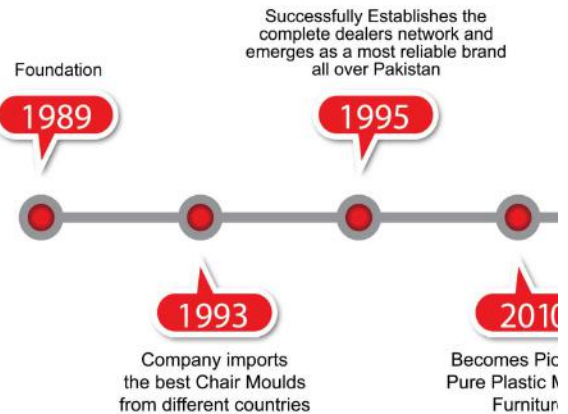 Foundation
1989
Successfully Establishes the
complete dealers network and
emerges as a most reliable brand
all over Pakistan
1995
1993
Company imports
the best Chair Moulds
from different countries
2010
Becomes
Pure Plastic